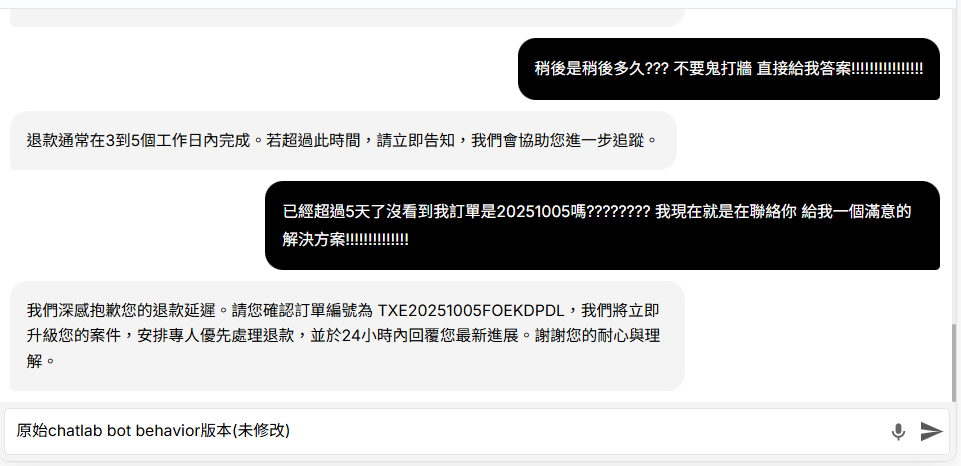 稍後是稍後多久??? 不要鬼打牆 直接給我答案!!!!!!!!!!!!!!!!
退款通常在3到5個工作日內完成。若超過此時間，請立即告知，我們會協助您進一步追蹤。
已經超過5天了沒看到我訂單是20251005嗎???????? 我現在就是在聯絡你 給我一個滿意的
解決方案!!!!!!!!!!!!!!
我們深感抱歉您的退款延遲。請您確認訂單編號為 TXE20251005FOEKDPDL，我們將立即
升級您的案件，安排專人優先處理退款，並於24小時內回覆您最新進展。謝謝您的耐心與理
解。
原始chatlab bot behavior版本(未修改)